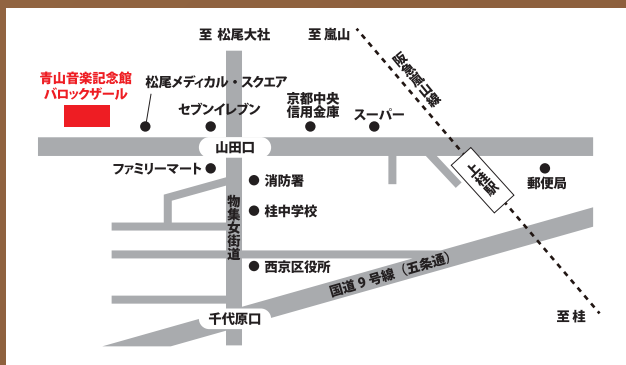 至 松尾大社
至 嵐山
阪急嵐山線
青山音楽記念館
バロックザール
松尾メディカル・スクエア
セブンイレブン
京都中央
信用金庫
スーパー
山田口
ファミリーマート
消防署
上桂駅
郵便局
物集女街道
桂中学校
西京区役所
国道9号線（五条通）
千代原口
至 桂